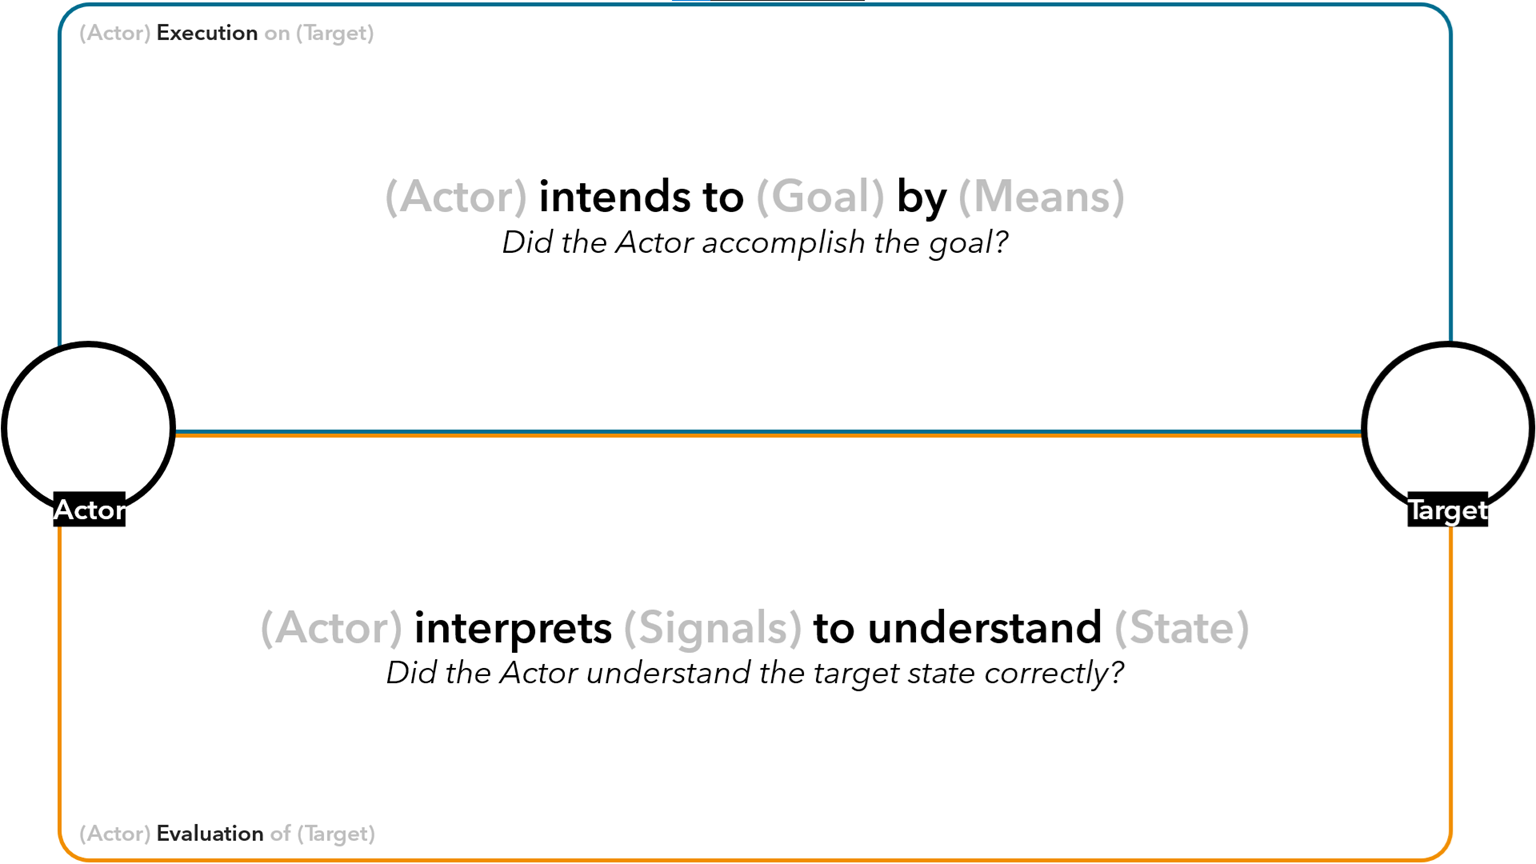 (Actor) Execution on (Target)
(Actor) intends to (Goal) by (Means)
Did the Actor accomplish the goal?
Actor
Target
(Actor) interprets (Signals) to understand (State)
Did the Actor understand the target state correctly?
(Actor) Evaluation of (Target)